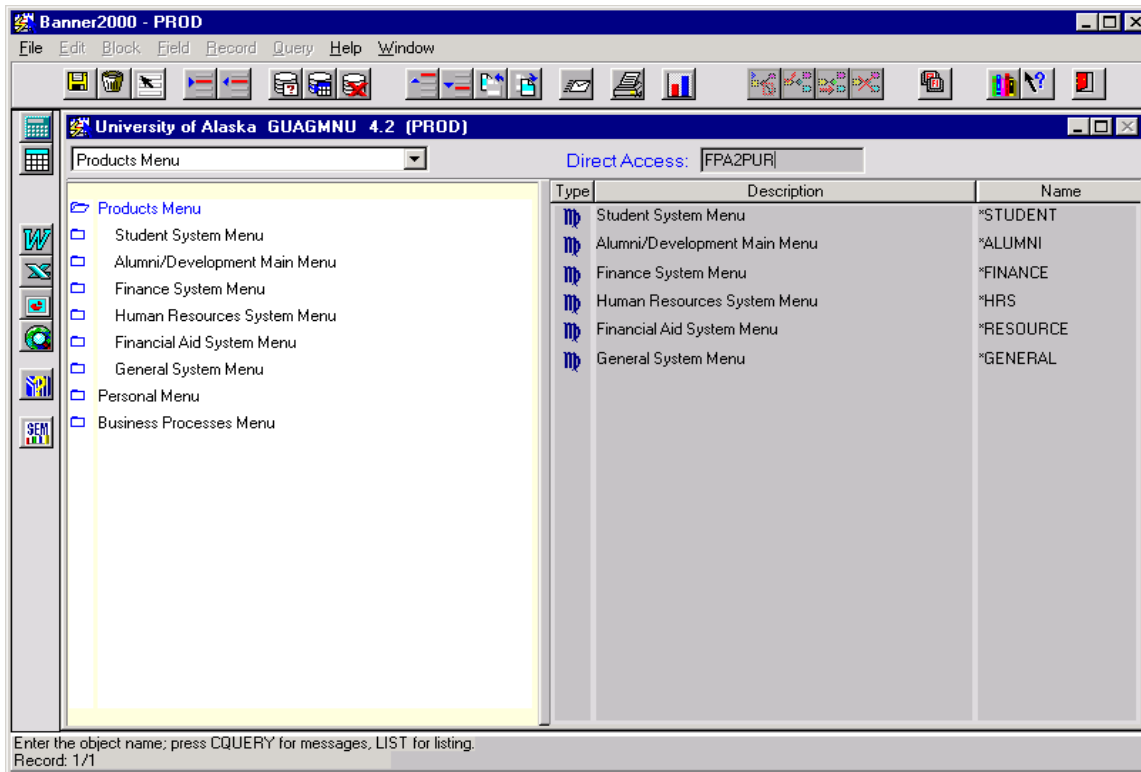 Banner2000 - PROD
File Edit Block Field Record Query Help Window
University of Alaska GUAGMNU 4.2 (PROD)
Products Menu
Direct Access: FPA2PUR
Products Menu
Student System Menu
Alumni/Development Main Menu
Finance System Menu
Human Resources System Menu
Financial Aid System Menu
General System Menu
Personal Menu
Business Processes Menu
Type Description Name
Student System Menu *STUDENT
Alumni/Development Main Menu *ALUMNI
Finance System Menu *FINANCE
Human Resources System Menu *HRS
Financial Aid System Menu *RESOURCE
General System Menu *GENERAL
SEM
Enter the object name; press CQUERY for messages, LIST for listing.
Record: 1/1